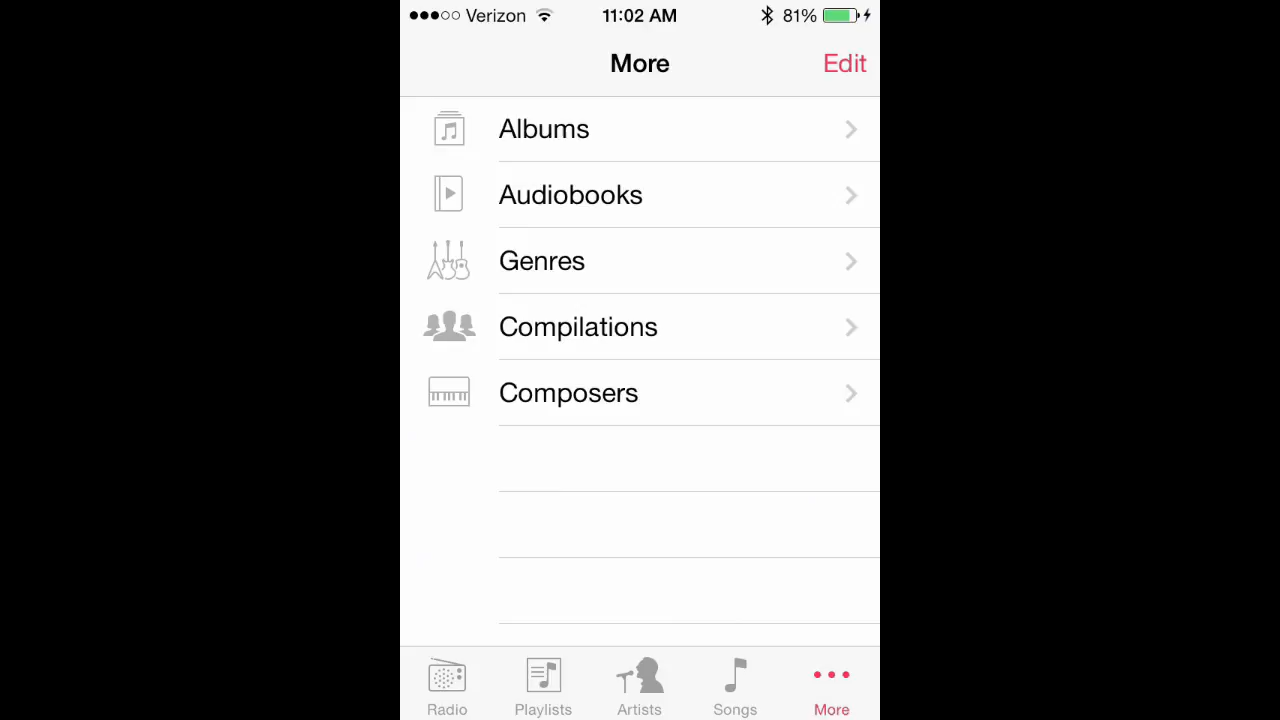 Verizon 11:02 AM 81%
More Edit
Albums
Audiobooks
Genres
Compilations
Composers
Radio Playlists Artists Songs More